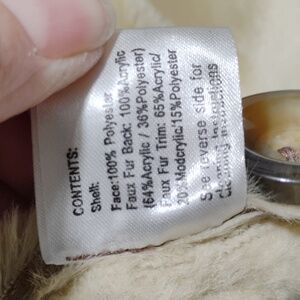 CONTENTS:
Shell:
Face:100% Polyester
Faux Fur Back: 100%Acrylic
(64%Acrylic / 36%Polyester)
Faux Fur Trim: 65%Acrylic/
20%Modcrylic/15%Polyester
See reverse side for
cleaning instructions